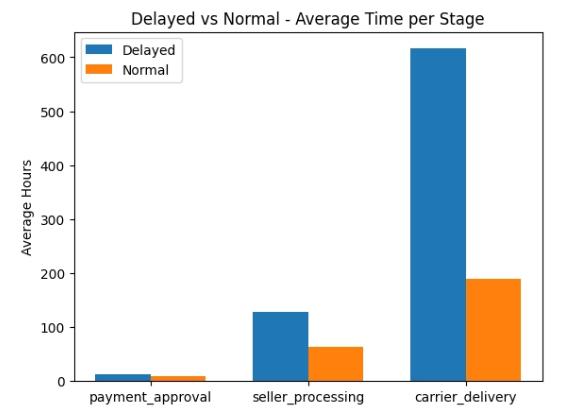 Delayed vs Normal - Average Time per Stage
Delayed
Normal
Average Hours
600
500
400
300
200
100
0
payment_approval seller_processing carrier_delivery